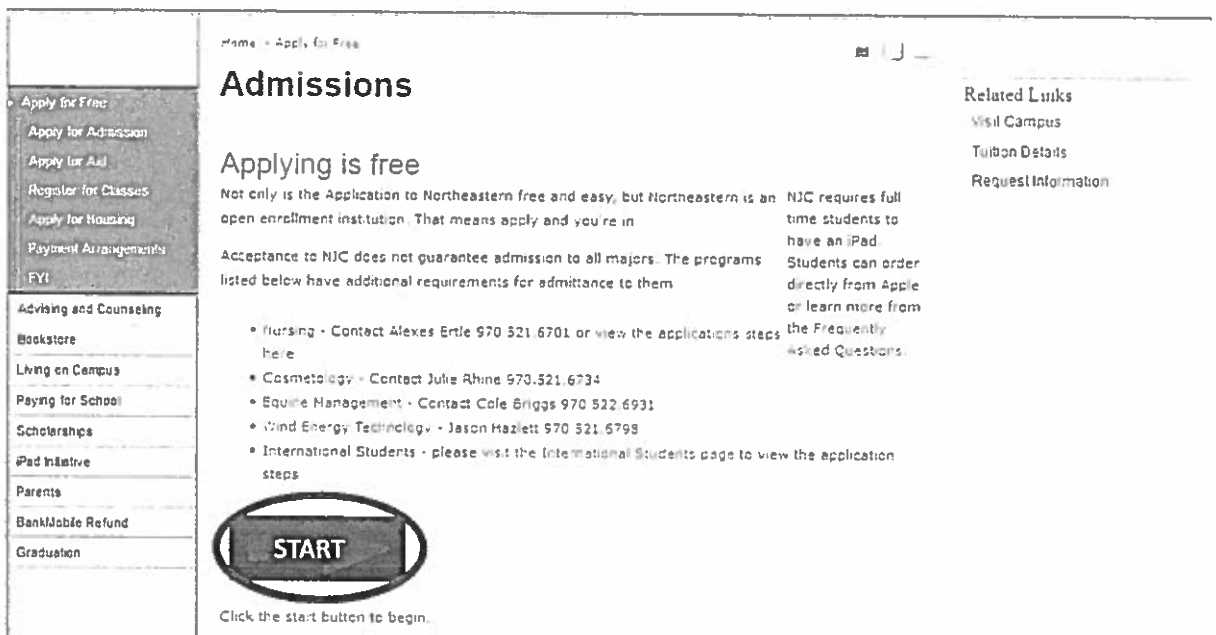 Home > Apply for Free
Admissions
Apply for Free
Apply for Admission
Apply for Aid
Register for Classes
Apply for Housing
Payment Arrangements
FYI
Advising and Counseling
Bookstore
Living on Campus
Paying for School
Scholarships
iPad Initiative
Parents
BankMobile Refund
Graduation
Applying is free
Not only is the Application to Northeastern free and easy, but Northeastern is an
open enrollment institution. That means apply and you're in
Acceptance to NJC does not guarantee admission to all majors. The programs
listed below have additional requirements for admittance to them
• Nursing - Contact Alexes Ertle 970 521.6701 or view the applications steps
here
• Cosmetology - Contact Julie Rhine 970.521.6734
• Equine Management - Contact Cole Briggs 970 522.6931
• Wind Energy Technology - Jason Hazlett 970 521.6798
• International Students - please visit the International Students page to view the application
steps
START
Click the start button to begin.
NJC requires full
time students to
have an iPad.
Students can order
directly from Apple
or learn more from
the Frequently
Asked Questions.
Related Links
Visit Campus
Tuition Details
Request Information